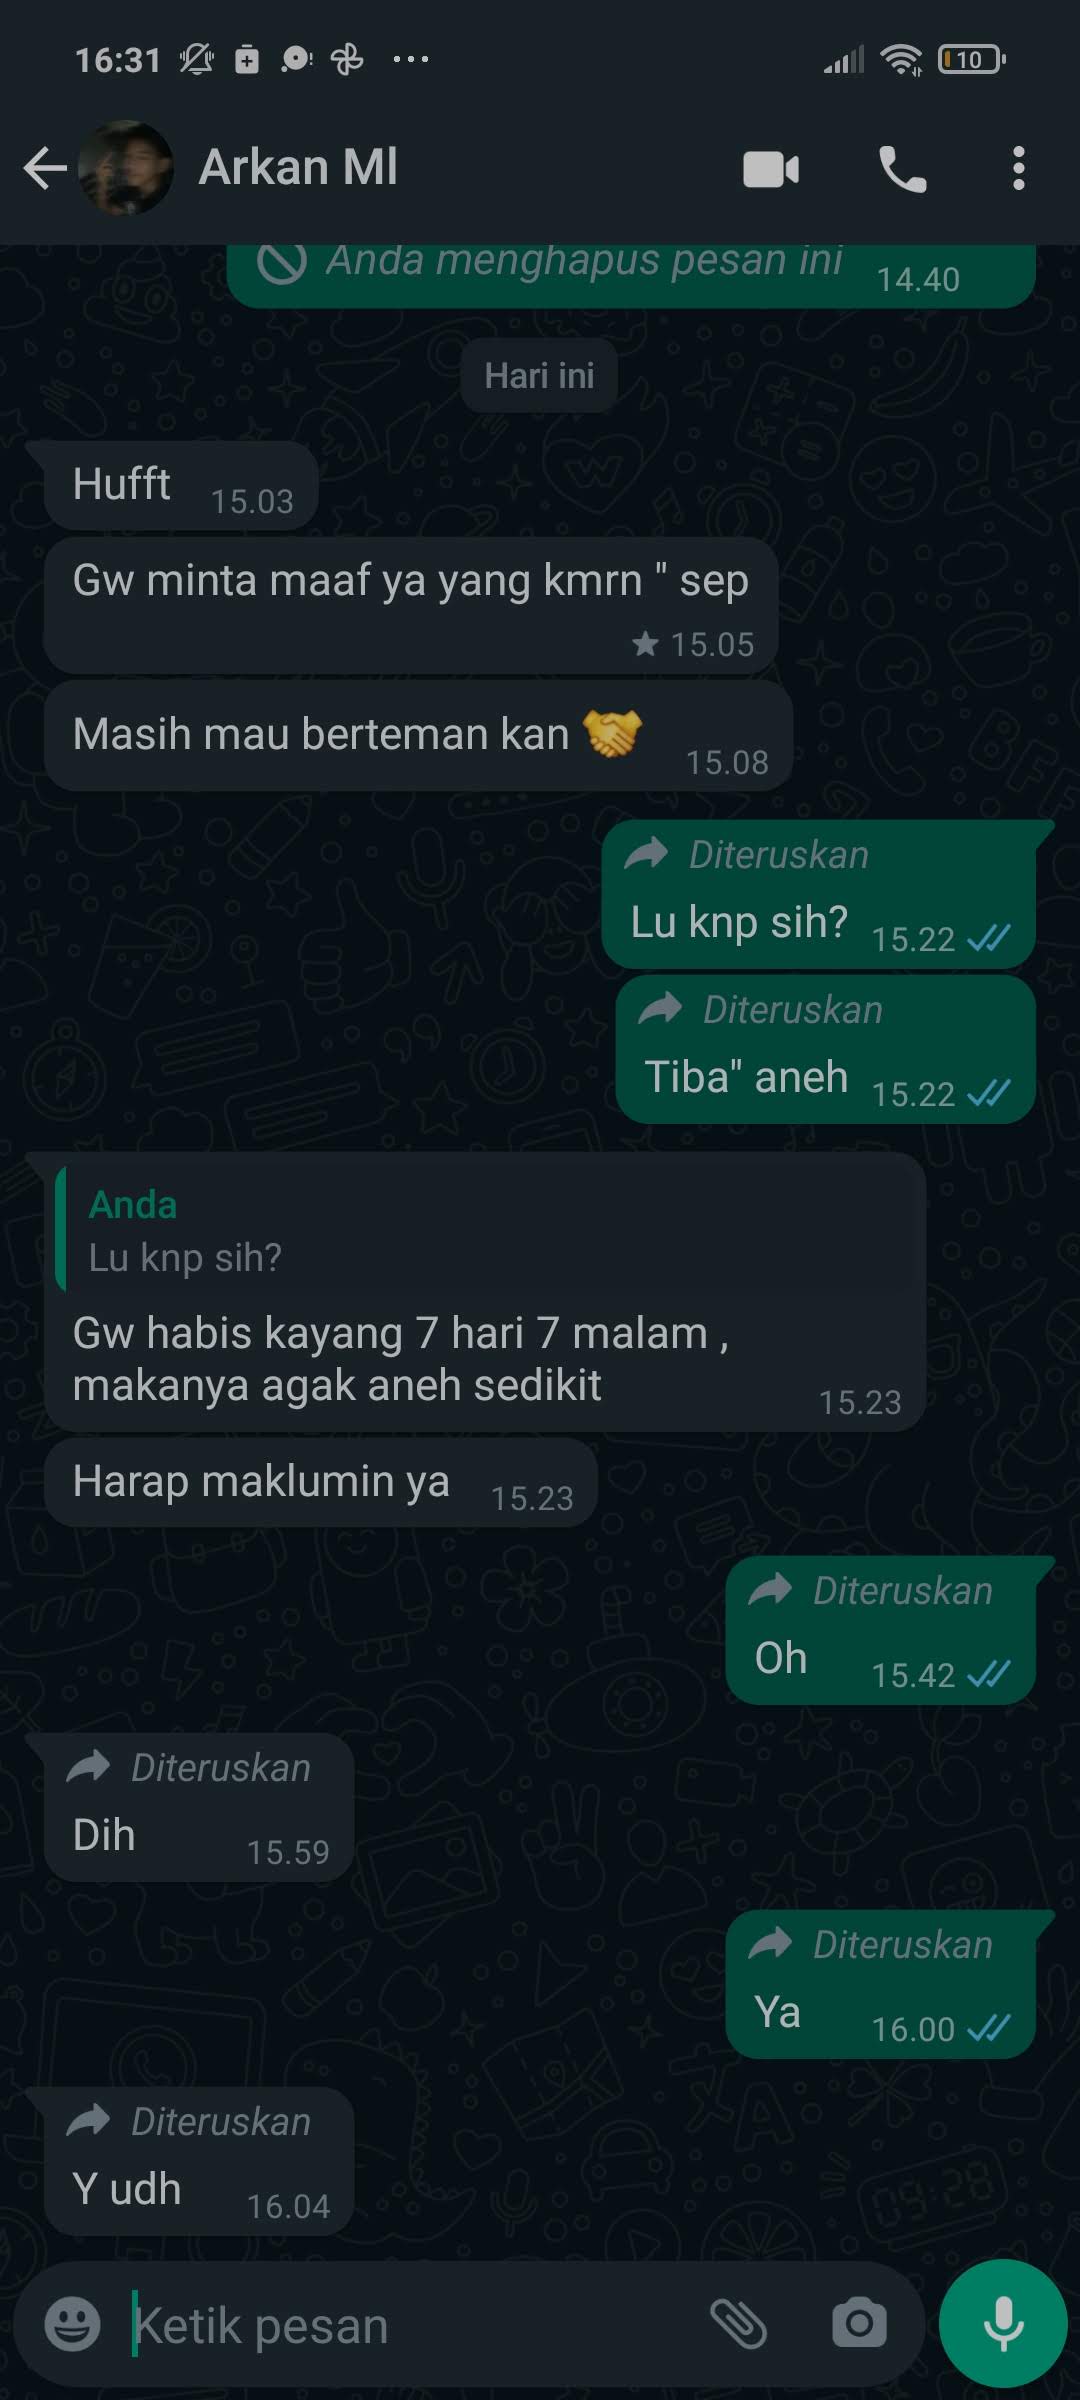 16:31
10
Arkan Ml
Anda menghapus pesan ini 14.40
Hari ini
Hufft 15.03
Gw minta maaf ya yang kmrn " sep
15.05
Masih mau berteman kan 🤝 15.08
Diteruskan
Lu knp sih? 15.22
Diteruskan
Tiba" aneh 15.22
Anda
Lu knp sih?
Gw habis kayang 7 hari 7 malam ,
makanya agak aneh sedikit 15.23
Harap maklumin ya 15.23
Diteruskan
Oh 15.42
Diteruskan
Dih 15.59
Diteruskan
Ya 16.00
Diteruskan
Y udh 16.04
Ketik pesan